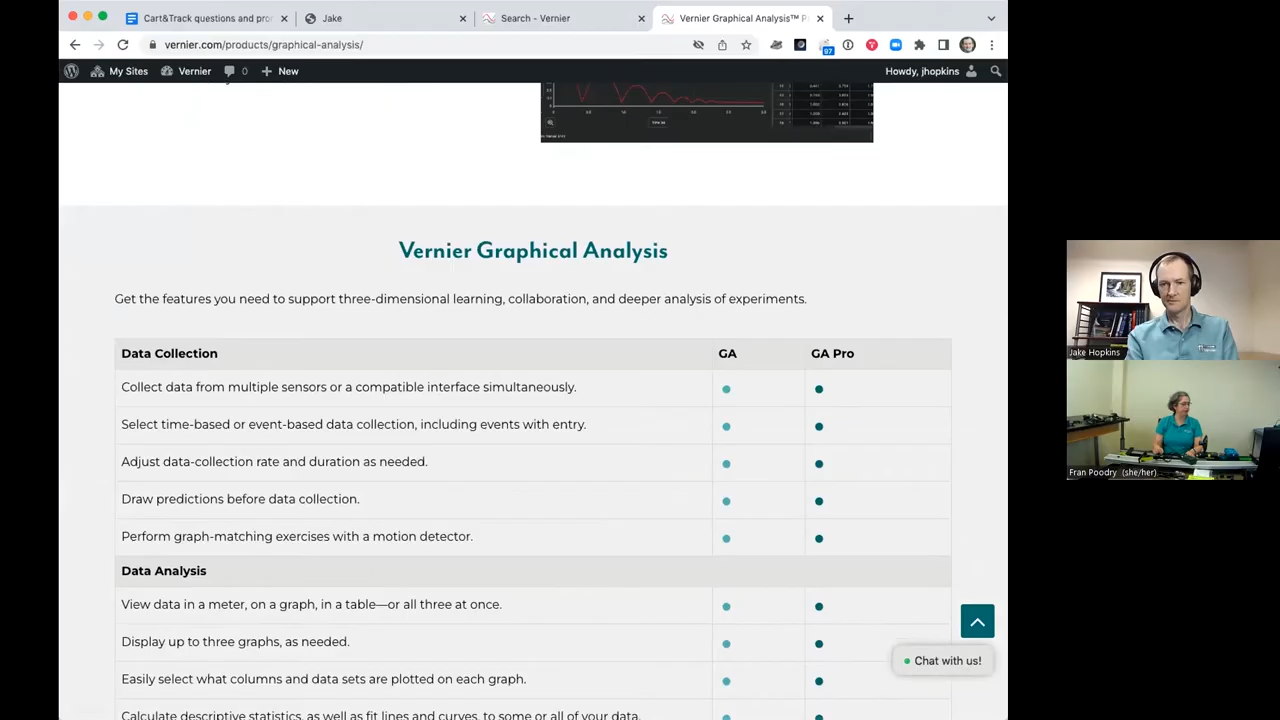 Cart&Track questions and pro
Jake
Search - Vernier
Vernier Graphical Analysis™ P
vernier.com/products/graphical-analysis/
97
My Sites
Vernier
0
New
Howdy, jhopkins
Vernier Graphical Analysis
Get the features you need to support three-dimensional learning, collaboration, and deeper analysis of experiments.
Data Collection GA GA Pro
Collect data from multiple sensors or a compatible interface simultaneously.
Select time-based or event-based data collection, including events with entry.
Adjust data-collection rate and duration as needed.
Draw predictions before data collection.
Perform graph-matching exercises with a motion detector.
Data Analysis
View data in a meter, on a graph, in a table—or all three at once.
Display up to three graphs, as needed.
Easily select what columns and data sets are plotted on each graph.
Calculate descriptive statistics, as well as fit lines and curves, to some or all of your data.
Chat with us!
Jake Hopkins
Fran Poodry (she/her)